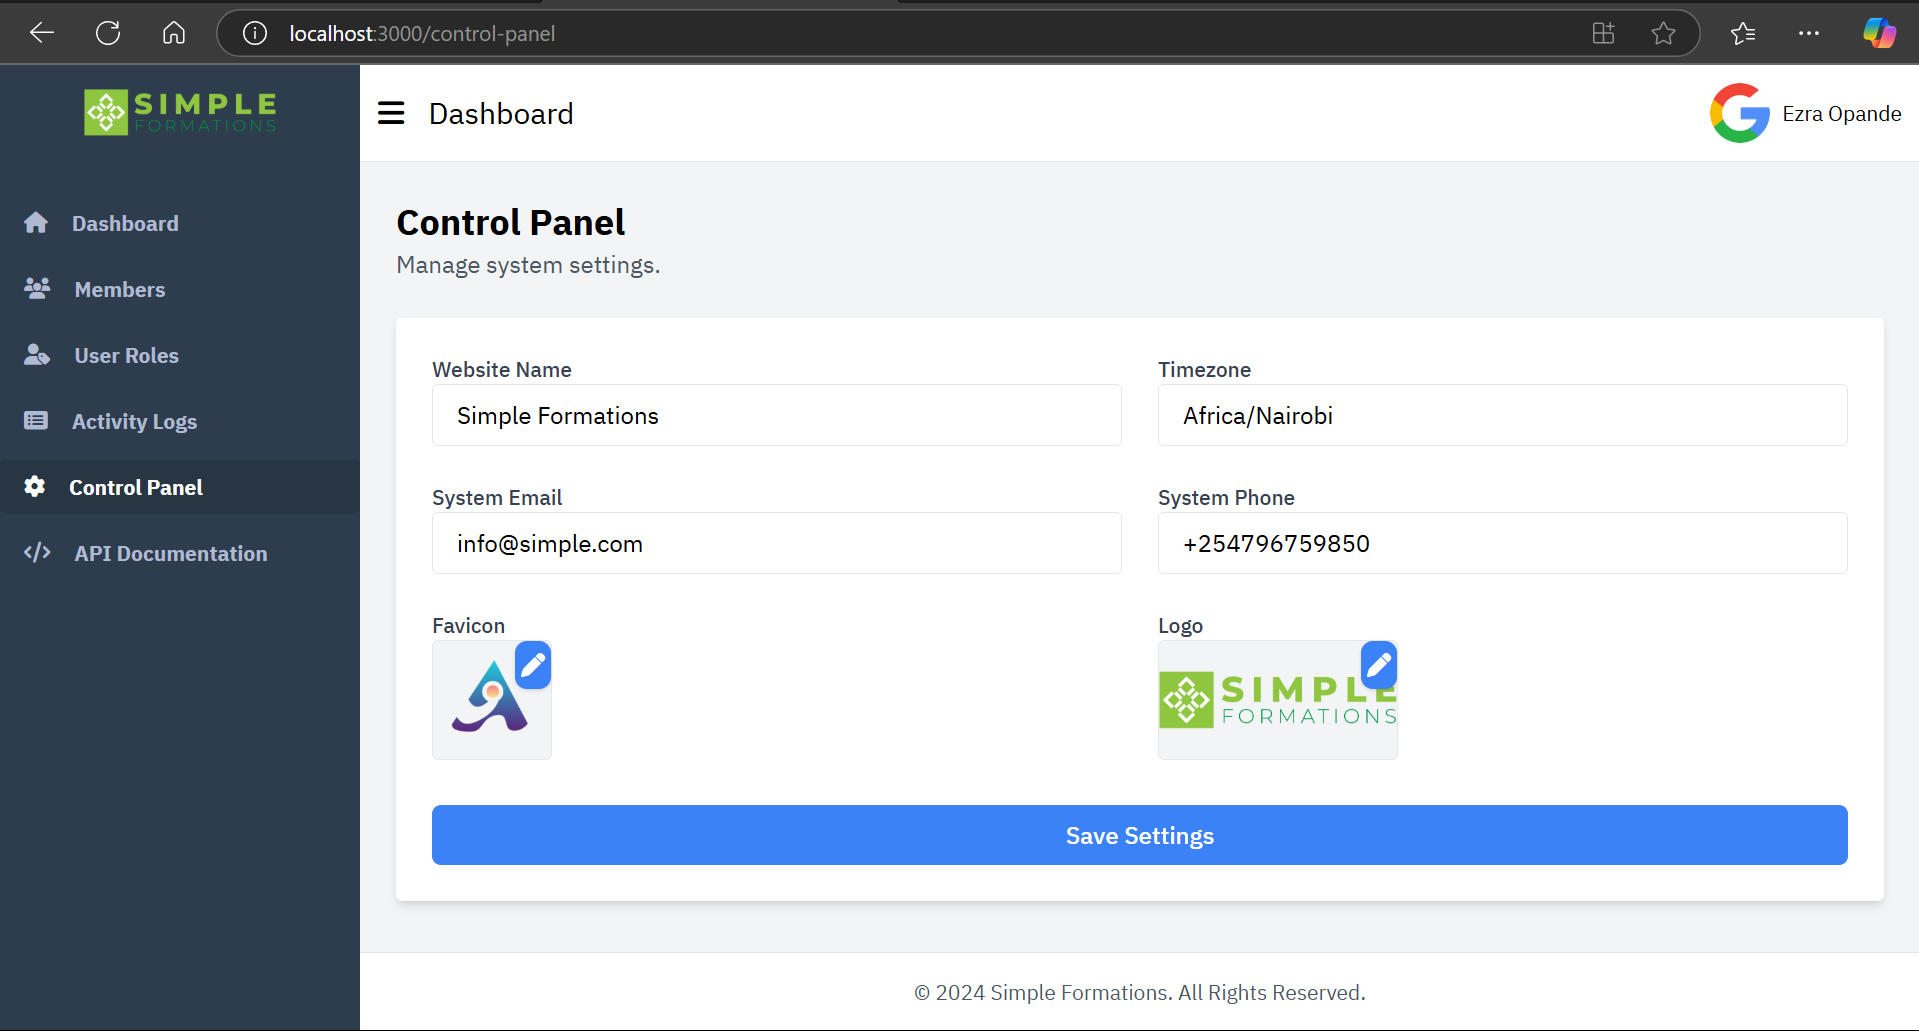 localhost:3000/control-panel
SIMPLE
FORMATIONS
Dashboard
Ezra Opande
Dashboard
Members
User Roles
Activity Logs
Control Panel
API Documentation
Control Panel
Manage system settings.
Website Name
Simple Formations
Timezone
Africa/Nairobi
System Email
info@simple.com
System Phone
+254796759850
Favicon
Logo
SIMPLE
FORMATIONS
Save Settings
© 2024 Simple Formations. All Rights Reserved.